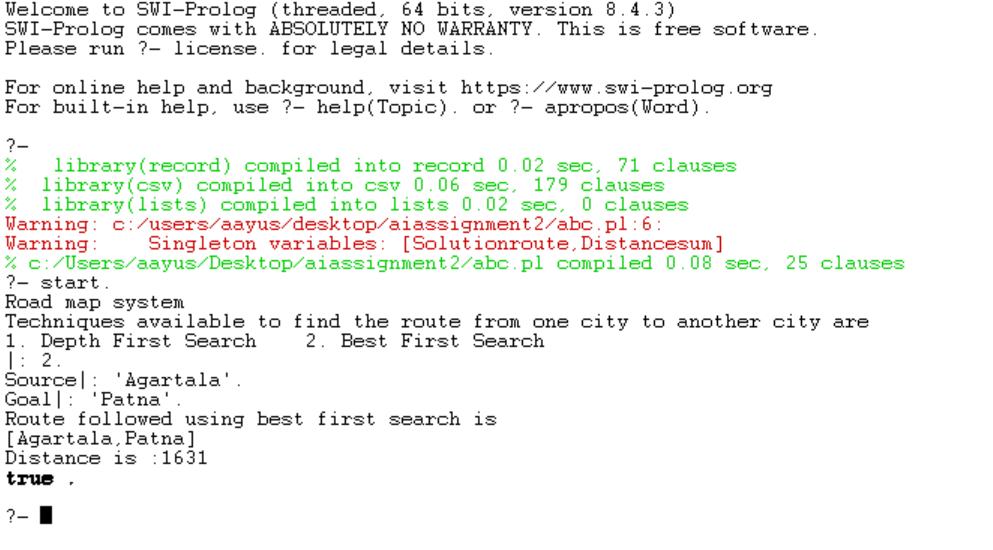 Welcome to SWI-Prolog (threaded, 64 bits, version 8.4.3)
SWI-Prolog comes with ABSOLUTELY NO WARRANTY. This is free software.
Please run ?- license. for legal details.
For online help and background, visit https://www.swi-prolog.org
For built-in help, use ?- help(Topic). or ?- apropos(Word).
?-
%   library(record) compiled into record 0.02 sec, 71 clauses
%  library(csv) compiled into csv 0.06 sec, 179 clauses
%  library(lists) compiled into lists 0.02 sec, 0 clauses
Warning: c:/users/aayus/desktop/aiassignment2/abc.pl:6:
Warning:    Singleton variables: [Solutionroute,Distancesum]
% c:/Users/aayus/Desktop/aiassignment2/abc.pl compiled 0.08 sec, 25 clauses
?- start.
Road map system
Techniques available to find the route from one city to another city are
1. Depth First Search   2. Best First Search
|: 2.
Source|: 'Agartala'.
Goal|: 'Patna'.
Route followed using best first search is
[Agartala,Patna]
Distance is :1631
true .
?-